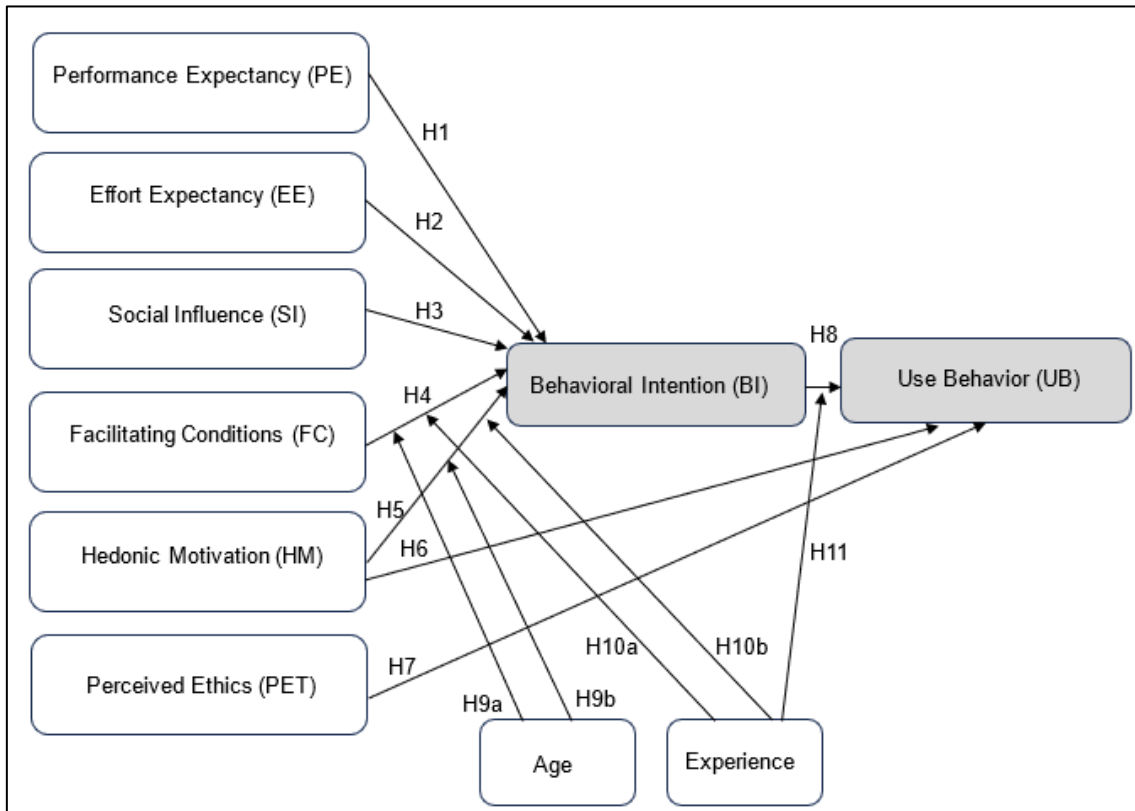 Performance Expectancy (PE)
H1
Effort Expectancy (EE)
H2
Social Influence (SI)
H3
H8
Behavioral Intention (BI)
Use Behavior (UB)
H4
Facilitating Conditions (FC)
H5
Hedonic Motivation (HM)
H6
H11
H10a
H10b
Perceived Ethics (PET)
H7
H9a
H9b
Age
Experience